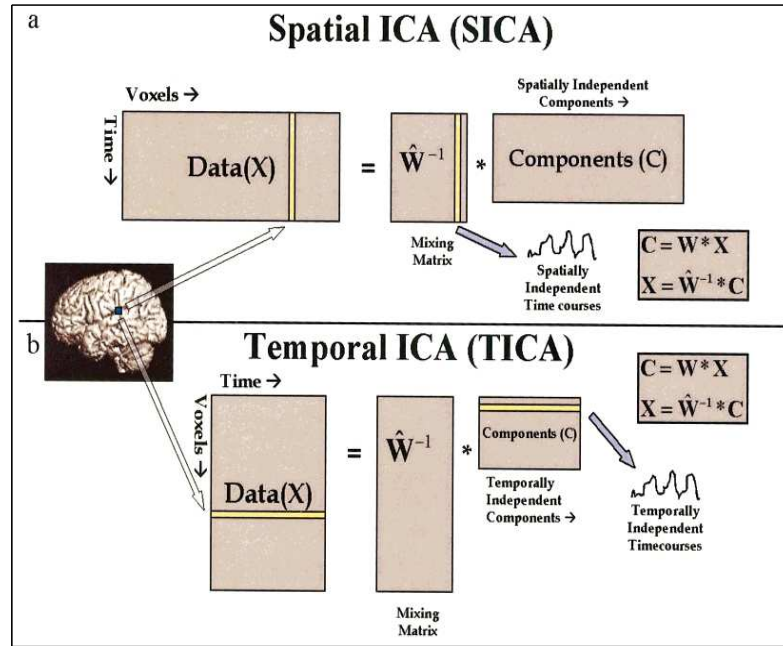 a
Spatial ICA (SICA)
Voxels →
Time →
Data(X)
=
Ŵ⁻¹
*
Spatially Independent
Components →
Components (C)
Mixing
Matrix
Spatially
Independent
Time courses
C = W * X
X = Ŵ⁻¹ * C
b
Temporal ICA (TICA)
Time →
Voxels →
Data(X)
=
Ŵ⁻¹
*
Components (C)
Temporally
Independent
Components →
Mixing
Matrix
Temporally
Independent
Timecourses
C = W * X
X = Ŵ⁻¹ * C